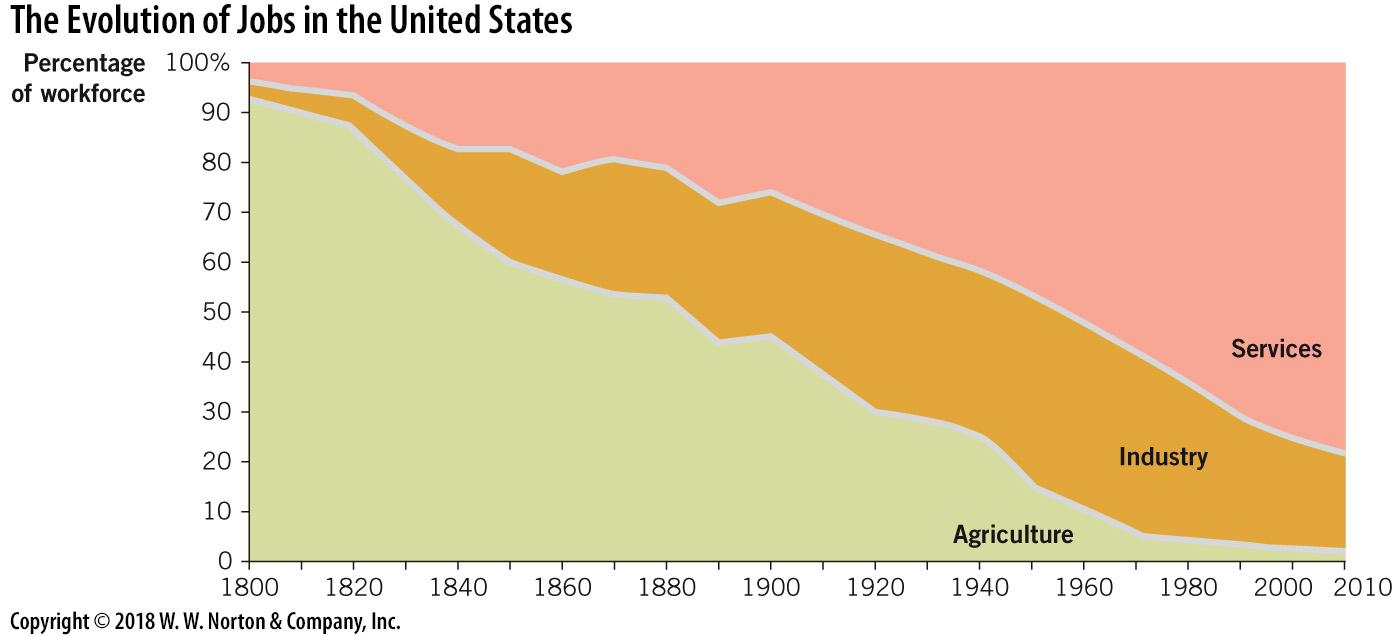 The Evolution of Jobs in the United States
Percentage
of workforce
100%
90
80
70
60
50
40
30
20
10
0
Services
Industry
Agriculture
1800 1820 1840 1860 1880 1900 1920 1940 1960 1980 2000 2010
Copyright © 2018 W. W. Norton & Company, Inc.